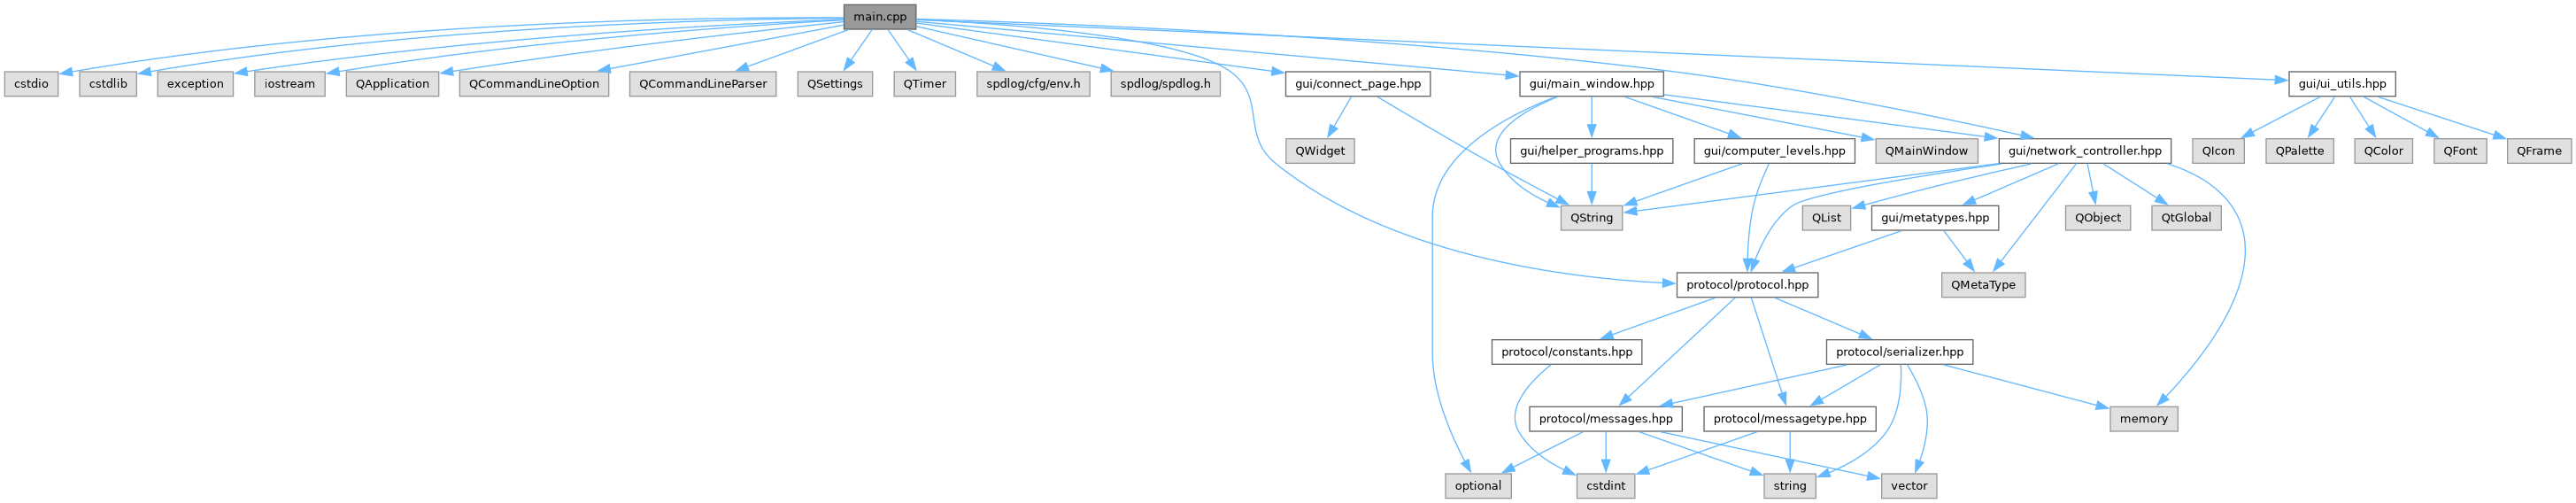 main.cpp
cstdio
cstdlib
exception
iostream
QApplication
QCommandLineOption
QCommandLineParser
QSettings
QTimer
spdlog/cfg/env.h
spdlog/spdlog.h
gui/connect_page.hpp
gui/main_window.hpp
gui/ui_utils.hpp
QWidget
gui/helper_programs.hpp
gui/computer_levels.hpp
QMainWindow
gui/network_controller.hpp
QIcon
QPalette
QColor
QFont
QFrame
QString
QList
gui/metatypes.hpp
QObject
QtGlobal
protocol/protocol.hpp
QMetaType
protocol/constants.hpp
protocol/serializer.hpp
protocol/messages.hpp
protocol/messagetype.hpp
memory
optional
cstdint
string
vector